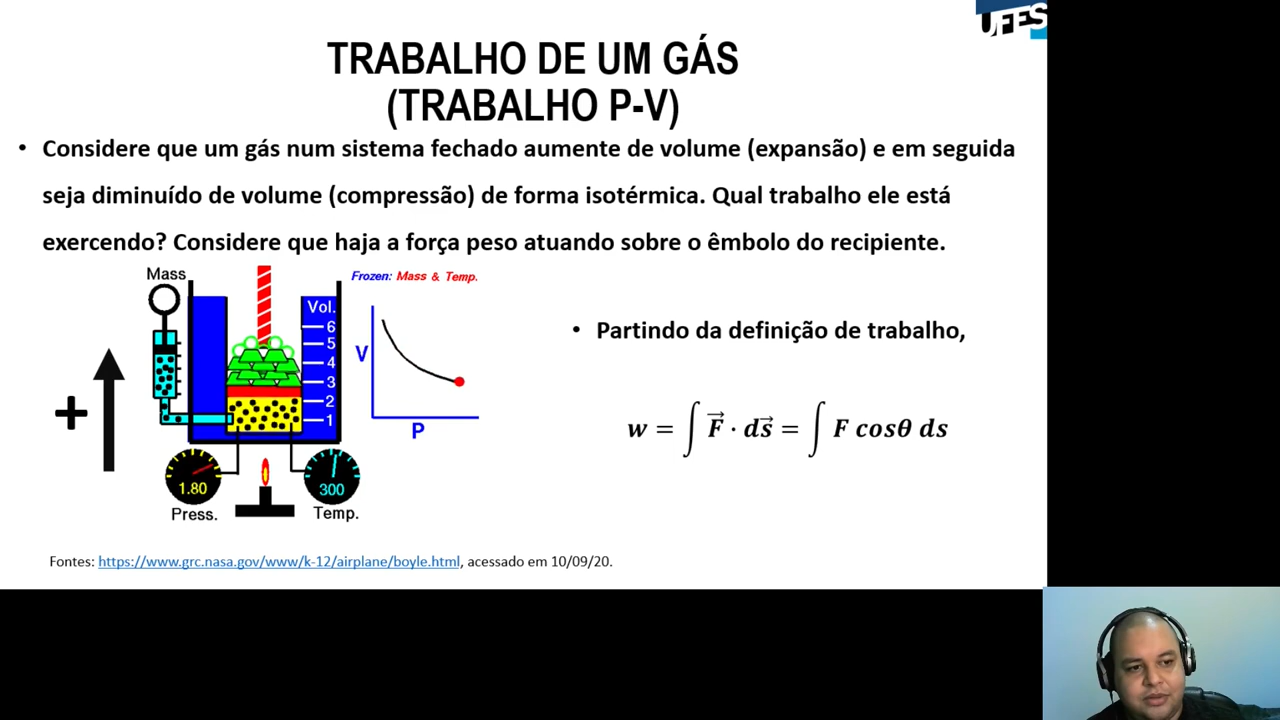 UFES
TRABALHO DE UM GÁS
(TRABALHO P-V)
• Considere que um gás num sistema fechado aumente de volume (expansão) e em seguida
seja diminuído de volume (compressão) de forma isotérmica. Qual trabalho ele está
exercendo? Considere que haja a força peso atuando sobre o êmbolo do recipiente.
Mass
Frozen: Mass & Temp.
Vol.
6
5
4
3
2
1
V
P
+
1.80
Press.
300
Temp.
• Partindo da definição de trabalho,
w = ∫ F⃗ · ds⃗ = ∫ F cosθ ds
Fontes: https://www.grc.nasa.gov/www/k-12/airplane/boyle.html, acessado em 10/09/20.